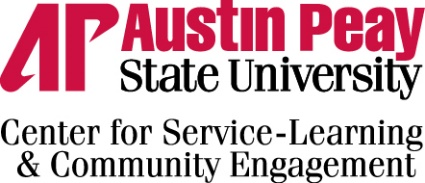 AP Austin Peay
State University
Center for Service-Learning
& Community Engagement